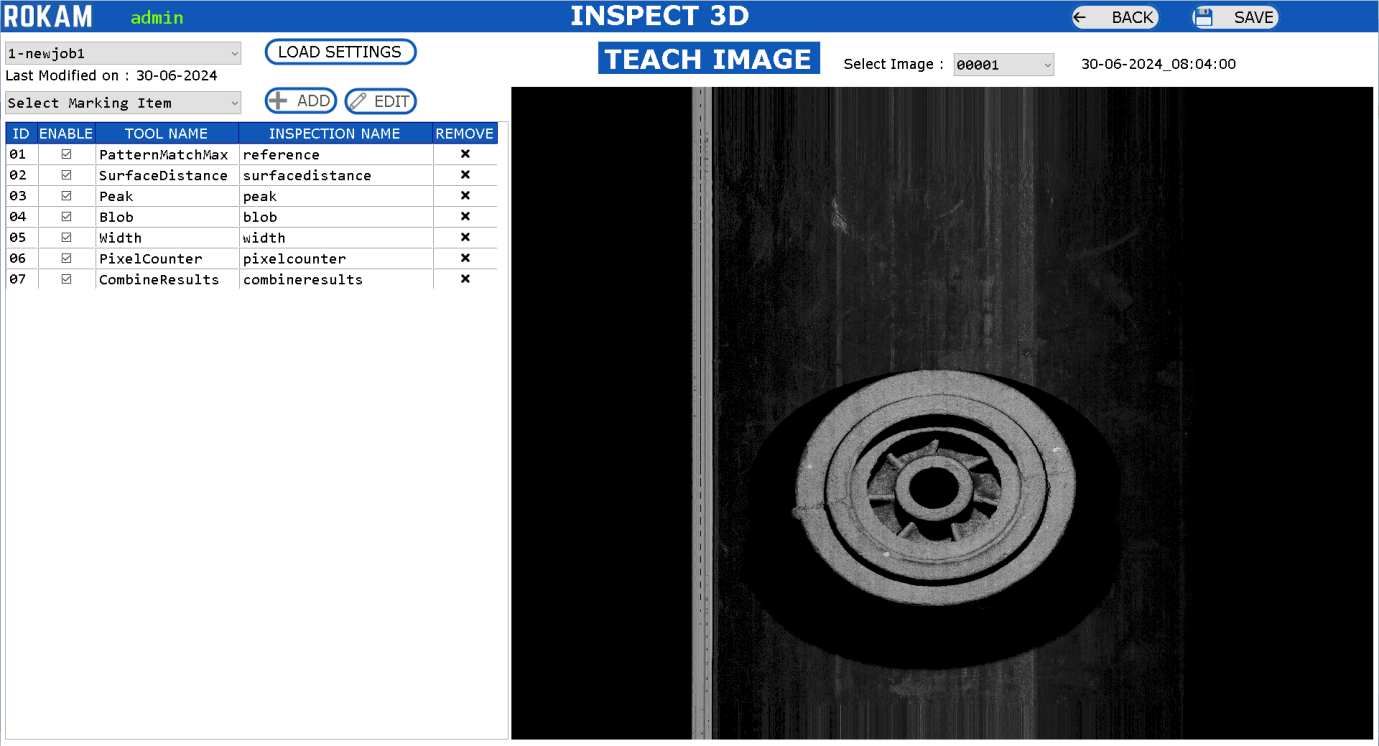 ROKAM admin INSPECT 3D ← BACK SAVE
1-newjob1 LOAD SETTINGS TEACH IMAGE Select Image : 00001 30-06-2024_08:04:00
Last Modified on : 30-06-2024
Select Marking Item ADD EDIT
ID ENABLE TOOL NAME INSPECTION NAME REMOVE
01 PatternMatchMax reference
02 SurfaceDistance surfacedistance
03 Peak peak
04 Blob blob
05 Width width
06 PixelCounter pixelcounter
07 CombineResults combineresults